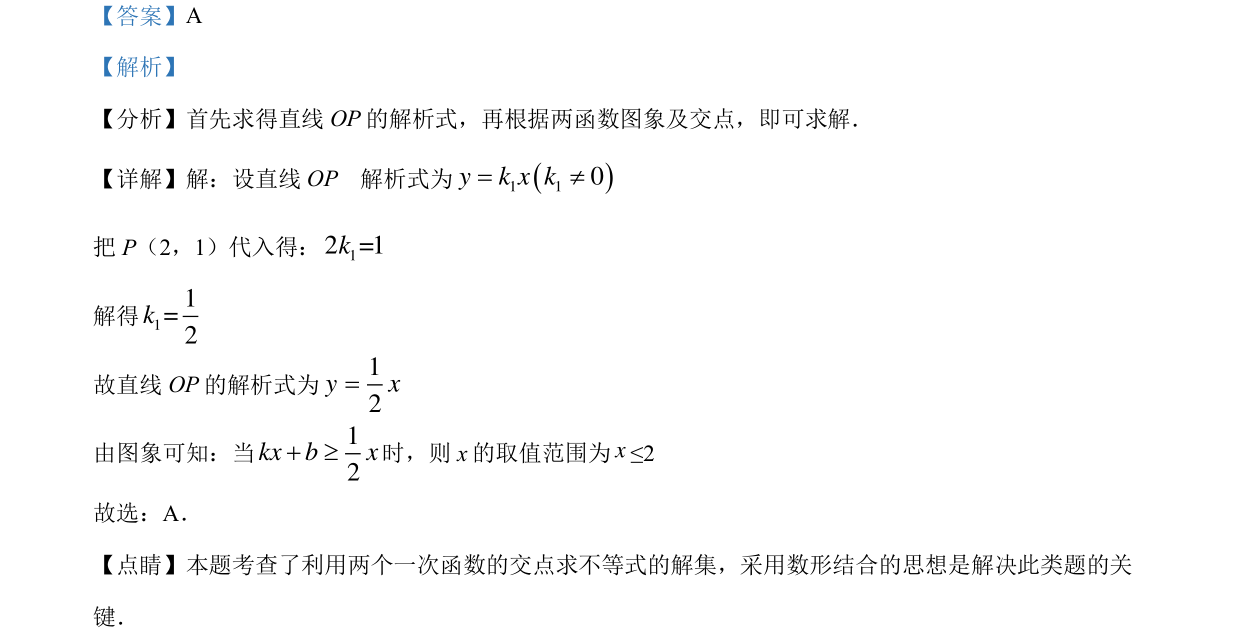 【答案】A
【解析】
【分析】首先求得直线 OP 的解析式，再根据两函数图象及交点，即可求解．
【详解】解：设直线 OP 解析式为 y = k₁x(k₁ ≠ 0)
把 P（2，1）代入得：2k₁=1
解得 k₁=1/2
故直线 OP 的解析式为 y = 1/2 x
由图象可知：当 kx + b ≥ 1/2 x 时，则 x 的取值范围为 x ≤2
故选：A．
【点睛】本题考查了利用两个一次函数的交点求不等式的解集，采用数形结合的思想是解决此类题的关
键．